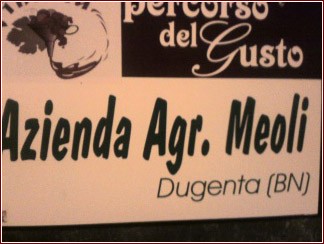 percorso
del Gusto
Azienda Agr. Meoli
Dugenta (BN)